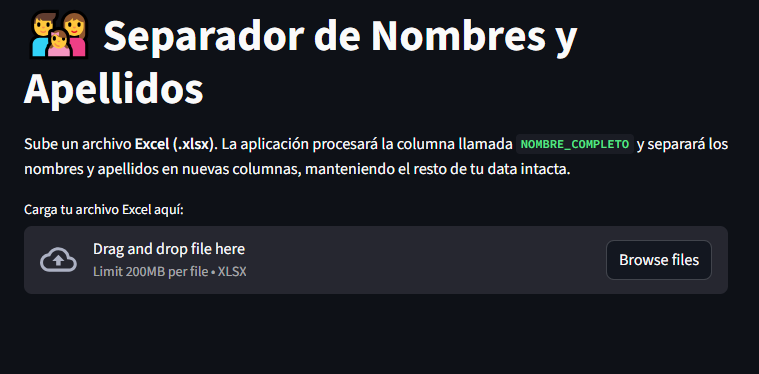 Separador de Nombres y
Apellidos
Sube un archivo Excel (.xlsx). La aplicación procesará la columna llamada NOMBRE_COMPLETO y separará los
nombres y apellidos en nuevas columnas, manteniendo el resto de tu data intacta.
Carga tu archivo Excel aquí:
Drag and drop file here
Limit 200MB per file • XLSX
Browse files